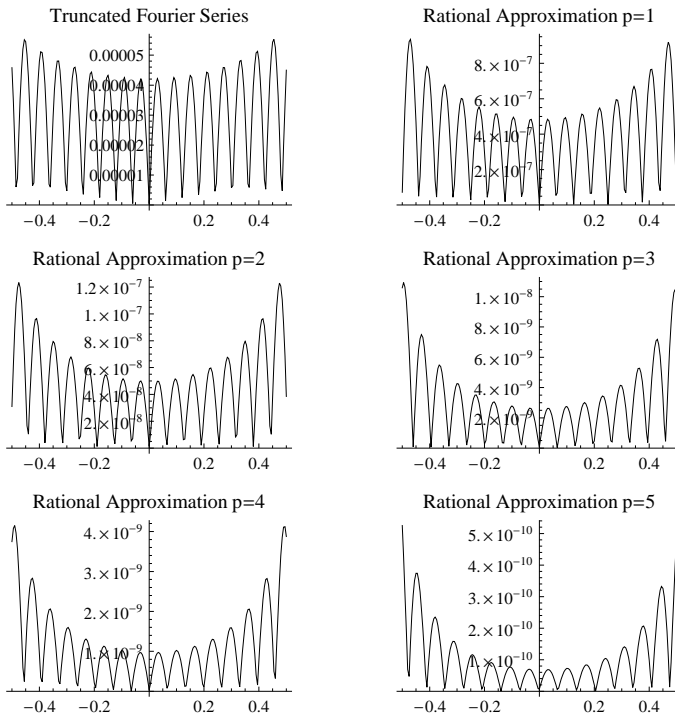 Truncated Fourier Series
0.00005
0.00004
0.00003
0.00002
0.00001
−0.4 −0.2 0.2 0.4
Rational Approximation p=1
8.×10⁻⁷
6.×10⁻⁷
4.×10⁻⁷
2.×10⁻⁷
−0.4 −0.2 0.2 0.4
Rational Approximation p=2
1.2×10⁻⁷
1.×10⁻⁷
8.×10⁻⁸
6.×10⁻⁸
4.×10⁻⁸
2.×10⁻⁸
−0.4 −0.2 0.2 0.4
Rational Approximation p=3
1.×10⁻⁸
8.×10⁻⁹
6.×10⁻⁹
4.×10⁻⁹
2.×10⁻⁹
−0.4 −0.2 0.2 0.4
Rational Approximation p=4
4.×10⁻⁹
3.×10⁻⁹
2.×10⁻⁹
1.×10⁻⁹
−0.4 −0.2 0.2 0.4
Rational Approximation p=5
5.×10⁻¹⁰
4.×10⁻¹⁰
3.×10⁻¹⁰
2.×10⁻¹⁰
1.×10⁻¹⁰
−0.4 −0.2 0.2 0.4